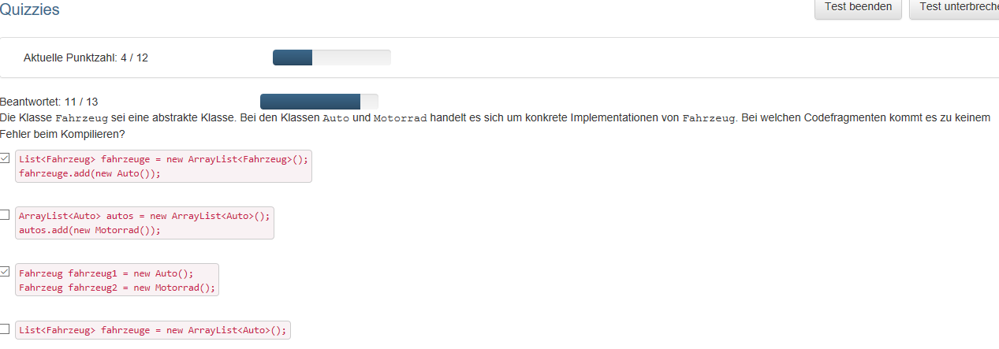 Quizzies
Test beenden
Test unterbreche
Aktuelle Punktzahl: 4 / 12
Beantwortet: 11 / 13
Die Klasse Fahrzeug sei eine abstrakte Klasse. Bei den Klassen Auto und Motorrad handelt es sich um konkrete Implementationen von Fahrzeug. Bei welchen Codefragmenten kommt es zu keinem
Fehler beim Kompilieren?
List<Fahrzeug> fahrzeuge = new ArrayList<Fahrzeug>();
fahrzeuge.add(new Auto());
ArrayList<Auto> autos = new ArrayList<Auto>();
autos.add(new Motorrad());
Fahrzeug fahrzeug1 = new Auto();
Fahrzeug fahrzeug2 = new Motorrad();
List<Fahrzeug> fahrzeuge = new ArrayList<Auto>();